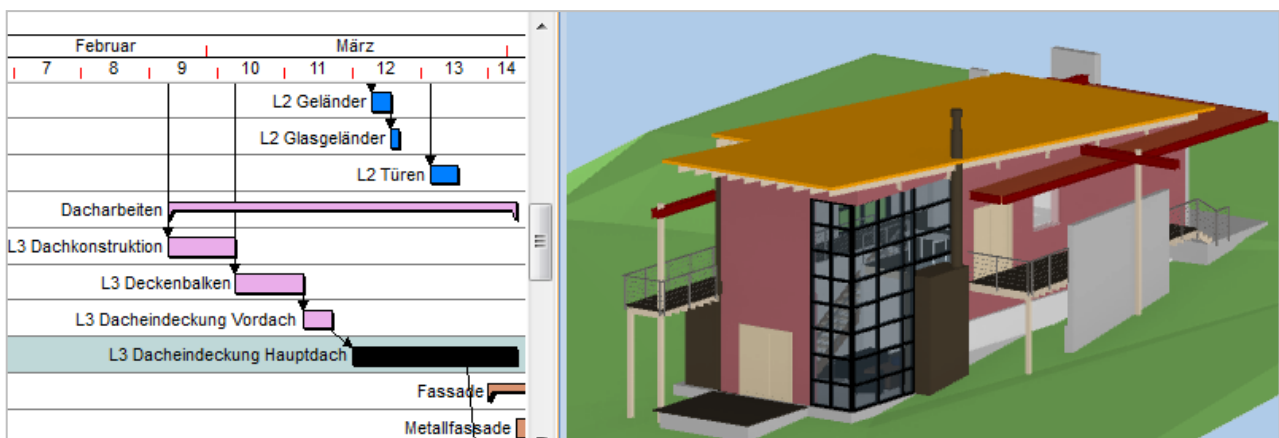 Februar März
7 8 9 10 11 12 13 14
L2 Geländer
L2 Glasgeländer
L2 Türen
Dacharbeiten
L3 Dachkonstruktion
L3 Deckenbalken
L3 Dacheindeckung Vordach
L3 Dacheindeckung Hauptdach
Fassade
Metallfassade